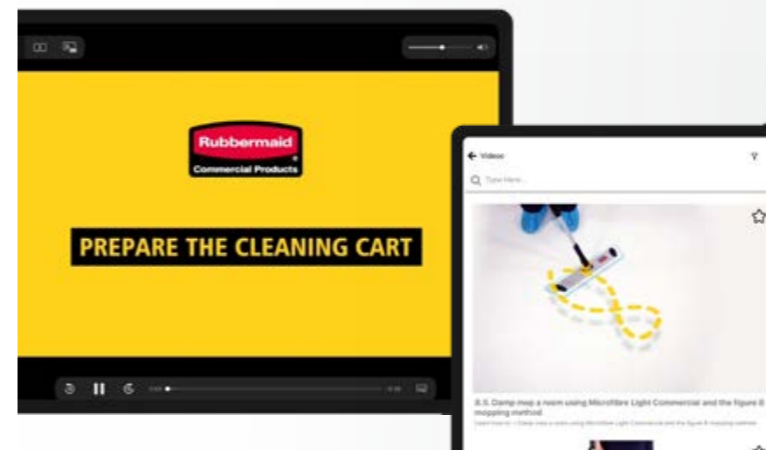 Rubbermaid
Commercial Products
PREPARE THE CLEANING CART
Videos
Type Here...
8.5. Damp mop a room using Microfibre Light Commercial and the figure 8
mopping method